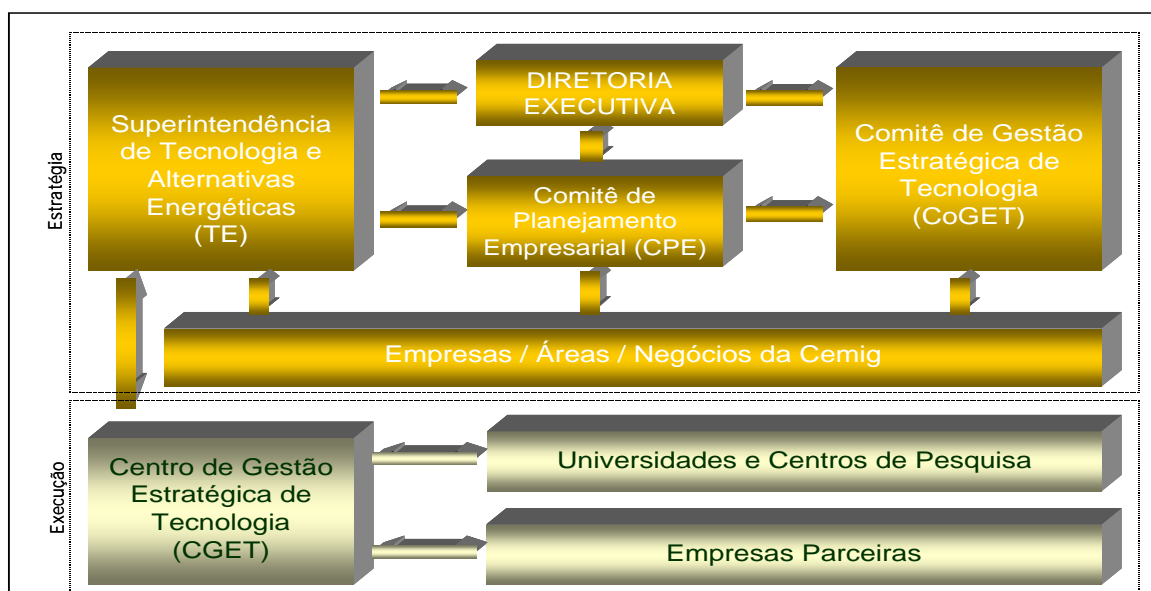 Estratégia
Superintendência
de Tecnologia e
Alternativas
Energéticas
(TE)
DIRETORIA
EXECUTIVA
Comitê de
Planejamento
Empresarial (CPE)
Comitê de Gestão
Estratégica de
Tecnologia
(CoGET)
Empresas / Áreas / Negócios da Cemig
Execução
Centro de Gestão
Estratégica de
Tecnologia
(CGET)
Universidades e Centros de Pesquisa
Empresas Parceiras